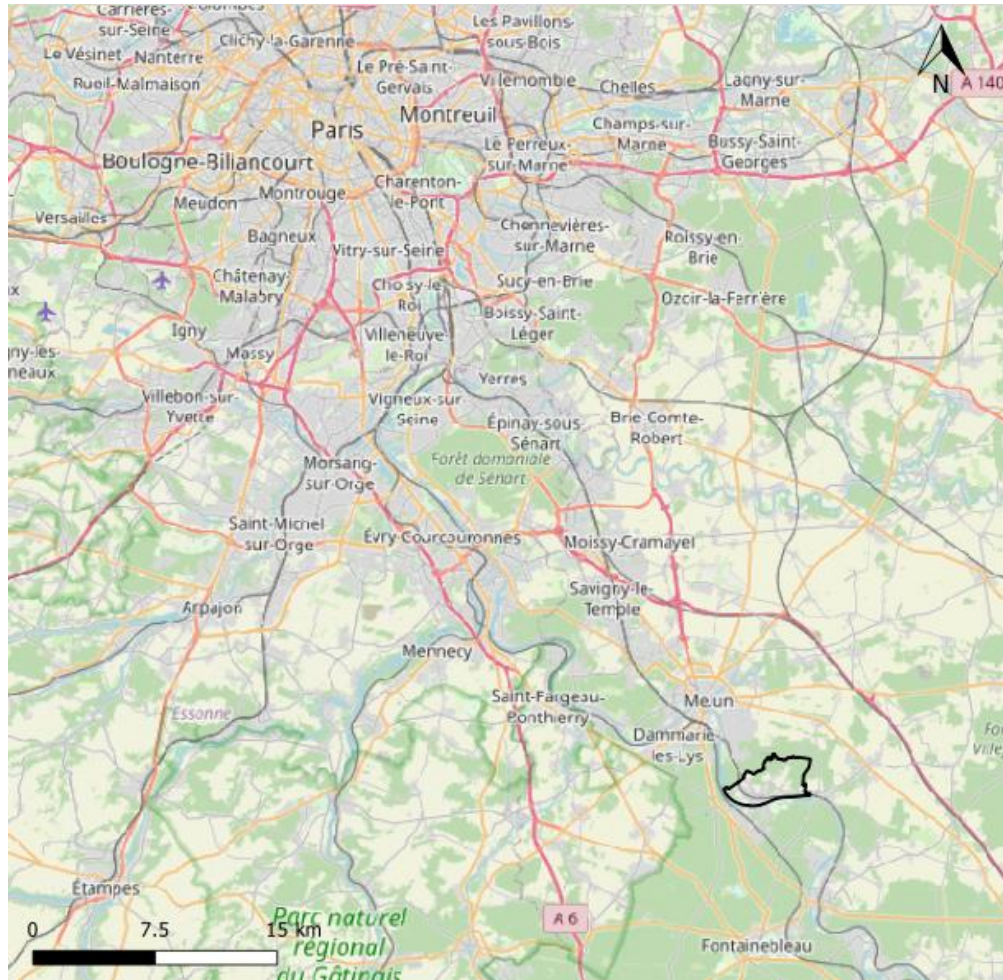 Carrières-
sur-Seine
Clichy-la-Garenne
Les Pavillons-
sous-Bois
Le Vésinet
Nanterre
Rueil-Malmaison
Le Pré-Saint-
Gervais
Villemomble
Chelles
Lagny-sur-
Marne
N
A 140
Paris
Montreuil
Champs-sur-
Marne
Bussy-Saint-
Georges
Boulogne-Billancourt
Le Perreux-
sur-Marne
Montrouge
Charenton-
le-Pont
Meudon
Versailles
Bagneux
Vitry-sur-Seine
Chennevières-
sur-Marne
Roissy-en-
Brie
Châtenay-
Malabry
Choisy-le-
Roi
Sucy-en-Brie
Ozoir-la-Ferrière
Igny
Villeneuve-
le-Roi
Boissy-Saint-
Léger
Massy
Yerres
Villebon-sur-
Yvette
Vigneux-sur-
Seine
Épinay-sous-
Sénart
Brie-Comte-
Robert
Forêt domaniale
de Sénart
Morsang-
sur-Orge
Saint-Michel
sur-Orge
Évry-Courcouronnes
Moissy-Cramayel
Savigny-le-
Temple
Arpajon
Mennecy
Saint-Fargeau-
Ponthierry
Melun
Essonne
Dammarie-
les-Lys
Étampes
Parc naturel
régional
du Gâtinais
A 6
Fontainebleau
0 7.5 15 km